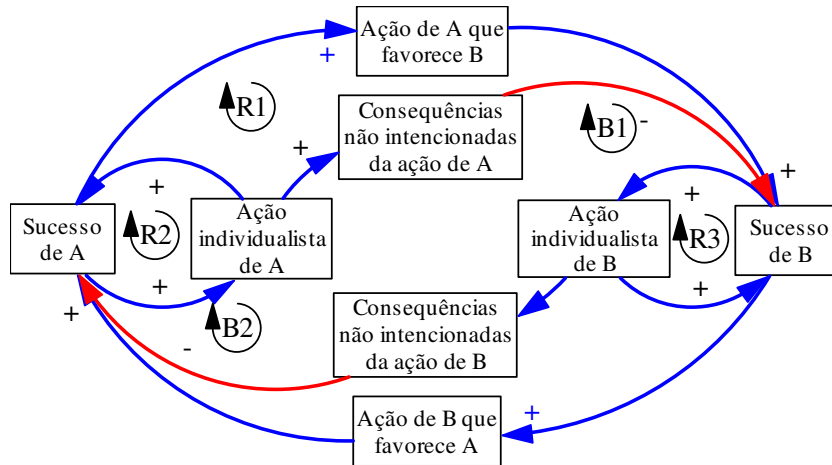 Ação de A que
favorece B
+
R1
Consequências
não intencionadas
da ação de A
B1
-
+
+
+
+
Sucesso
de A
R2
Ação
individualista
de A
Ação
individualista
de B
R3
Sucesso
de B
+
+
+
B2
-
Consequências
não intencionadas
da ação de B
Ação de B que
favorece A
+